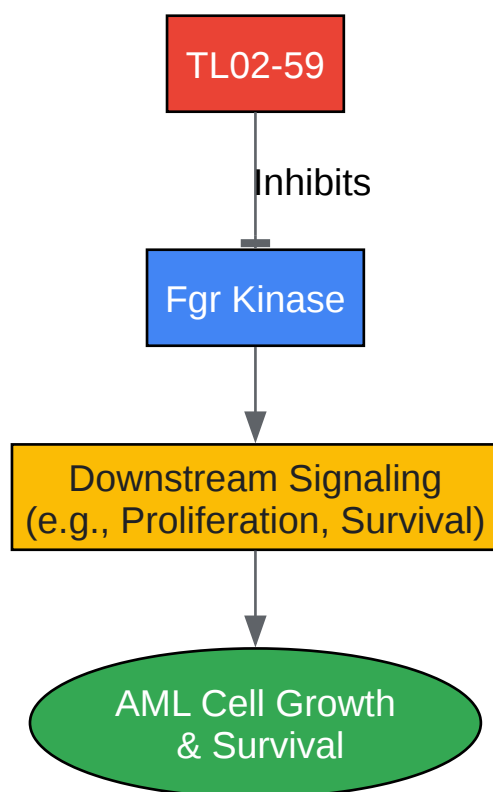 TL02-59
Inhibits
Fgr Kinase
Downstream Signaling
(e.g., Proliferation, Survival)
AML Cell Growth
& Survival